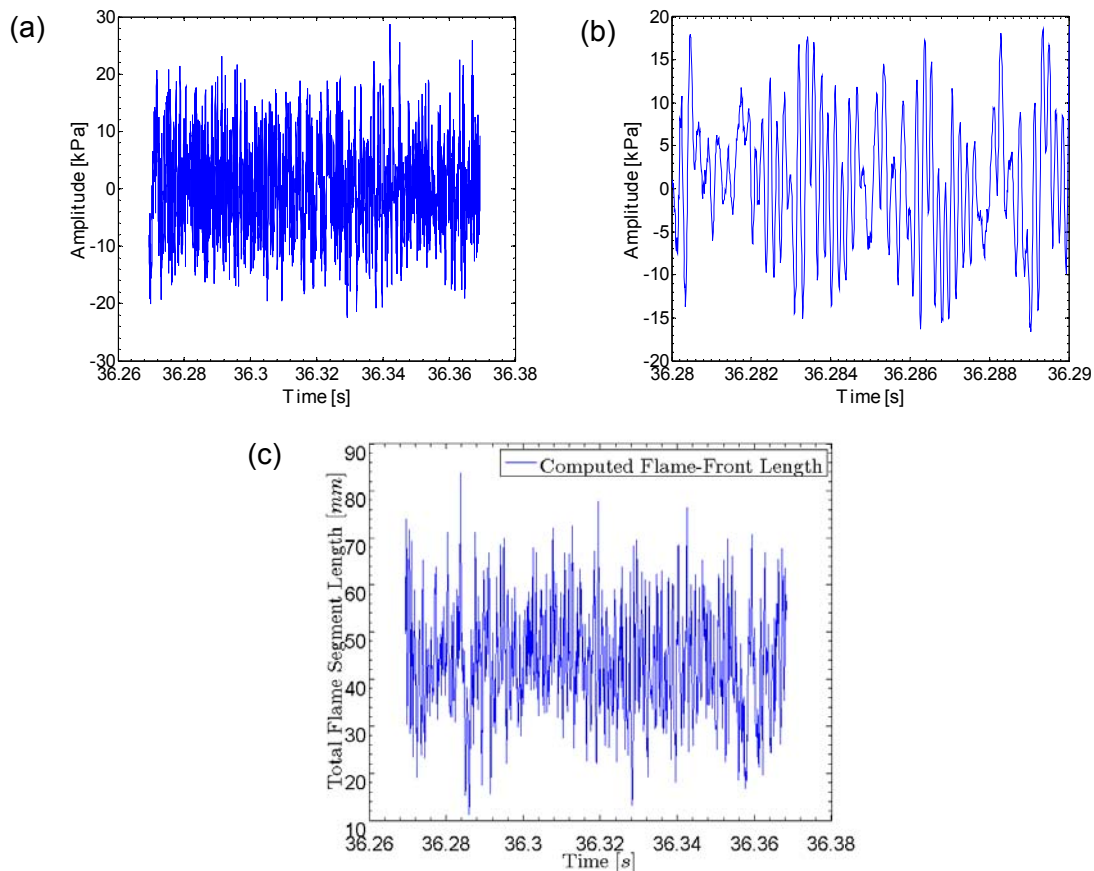 (a)
30
20
10
0
-10
-20
-30
Amplitude [kPa]
36.26 36.28 36.3 36.32 36.34 36.36 36.38
Time [s]
(b)
20
15
10
5
0
-5
-10
-15
-20
Amplitude [kPa]
36.28 36.282 36.284 36.286 36.288 36.29
Time [s]
(c)
90
80
70
60
50
40
30
20
10
Total Flame Segment Length [mm]
Computed Flame-Front Length
36.26 36.28 36.3 36.32 36.34 36.36 36.38
Time [s]